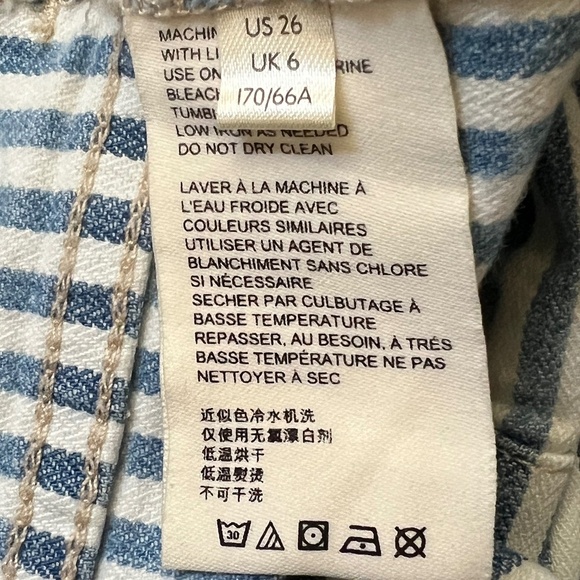 US 26
UK 6
170/66A
MACHIN
WITH LI
USE ON RINE
BLEAC
TUMB
LOW IRON AS NEEDED
DO NOT DRY CLEAN
LAVER À LA MACHINE À
L'EAU FROIDE AVEC
COULEURS SIMILAIRES
UTILISER UN AGENT DE
BLANCHIMENT SANS CHLORE
SI NÉCESSAIRE
SECHER PAR CULBUTAGE À
BASSE TEMPERATURE
REPASSER, AU BESOIN, À TRÉS
BASSE TEMPÉRATURE NE PAS
NETTOYER À SEC
近似色冷水机洗
仅使用无氯漂白剂
低温烘干
低温熨烫
不可干洗
30